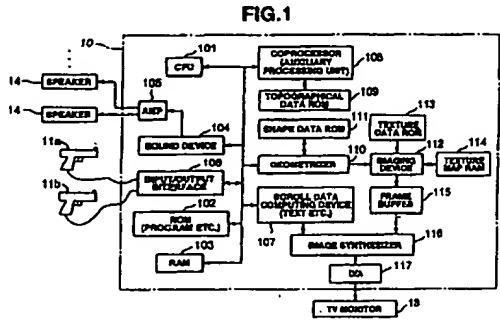 FIG.1
10
101
CPU
COPROCESSOR
(AUXILIARY
PROCESSING UNIT)
108
14
SPEAKER
105
AMP
TOPOGRAPHICAL
DATA ROM
109
113
14
SPEAKER
111
TEXTURE
DATA ROM
SHAPE DATA ROM
104
SOUND DEVICE
112
114
11a
110
GEOMETRIZER
IMAGING
DEVICE
TEXTURE
MAP RAM
106
INPUT/OUTPUT
INTERFACE
11b
115
FRAME
BUFFER
102
ROM
(PROGRAM ETC.)
SCROLL DATA
COMPUTING DEVICE
(TEXT ETC.)
107
116
IMAGE SYNTHESIZER
103
RAM
117
D/A
TV MONITOR
13